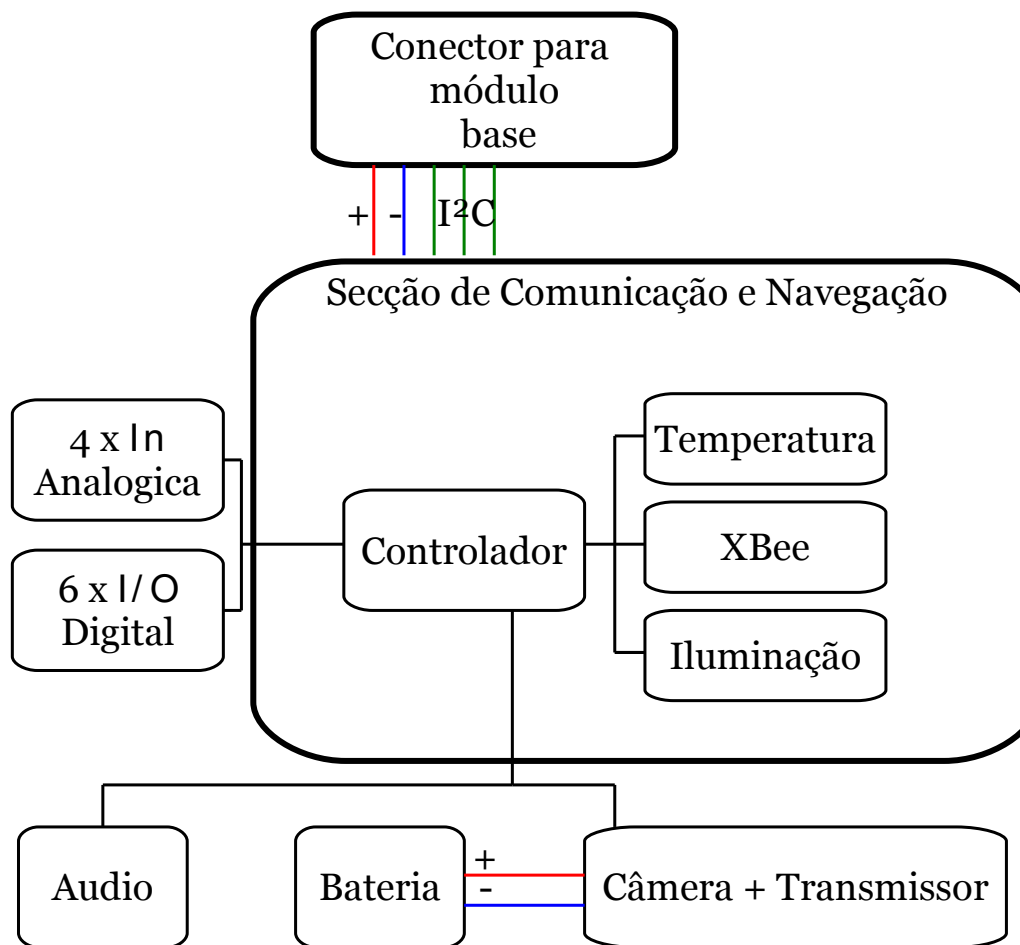 Conector para
módulo
base
+ - I²C
Secção de Comunicação e Navegação
4 x In
Analogica
6 x I/O
Digital
Controlador
Temperatura
XBee
Iluminação
Audio
Bateria
+
-
Câmera + Transmissor